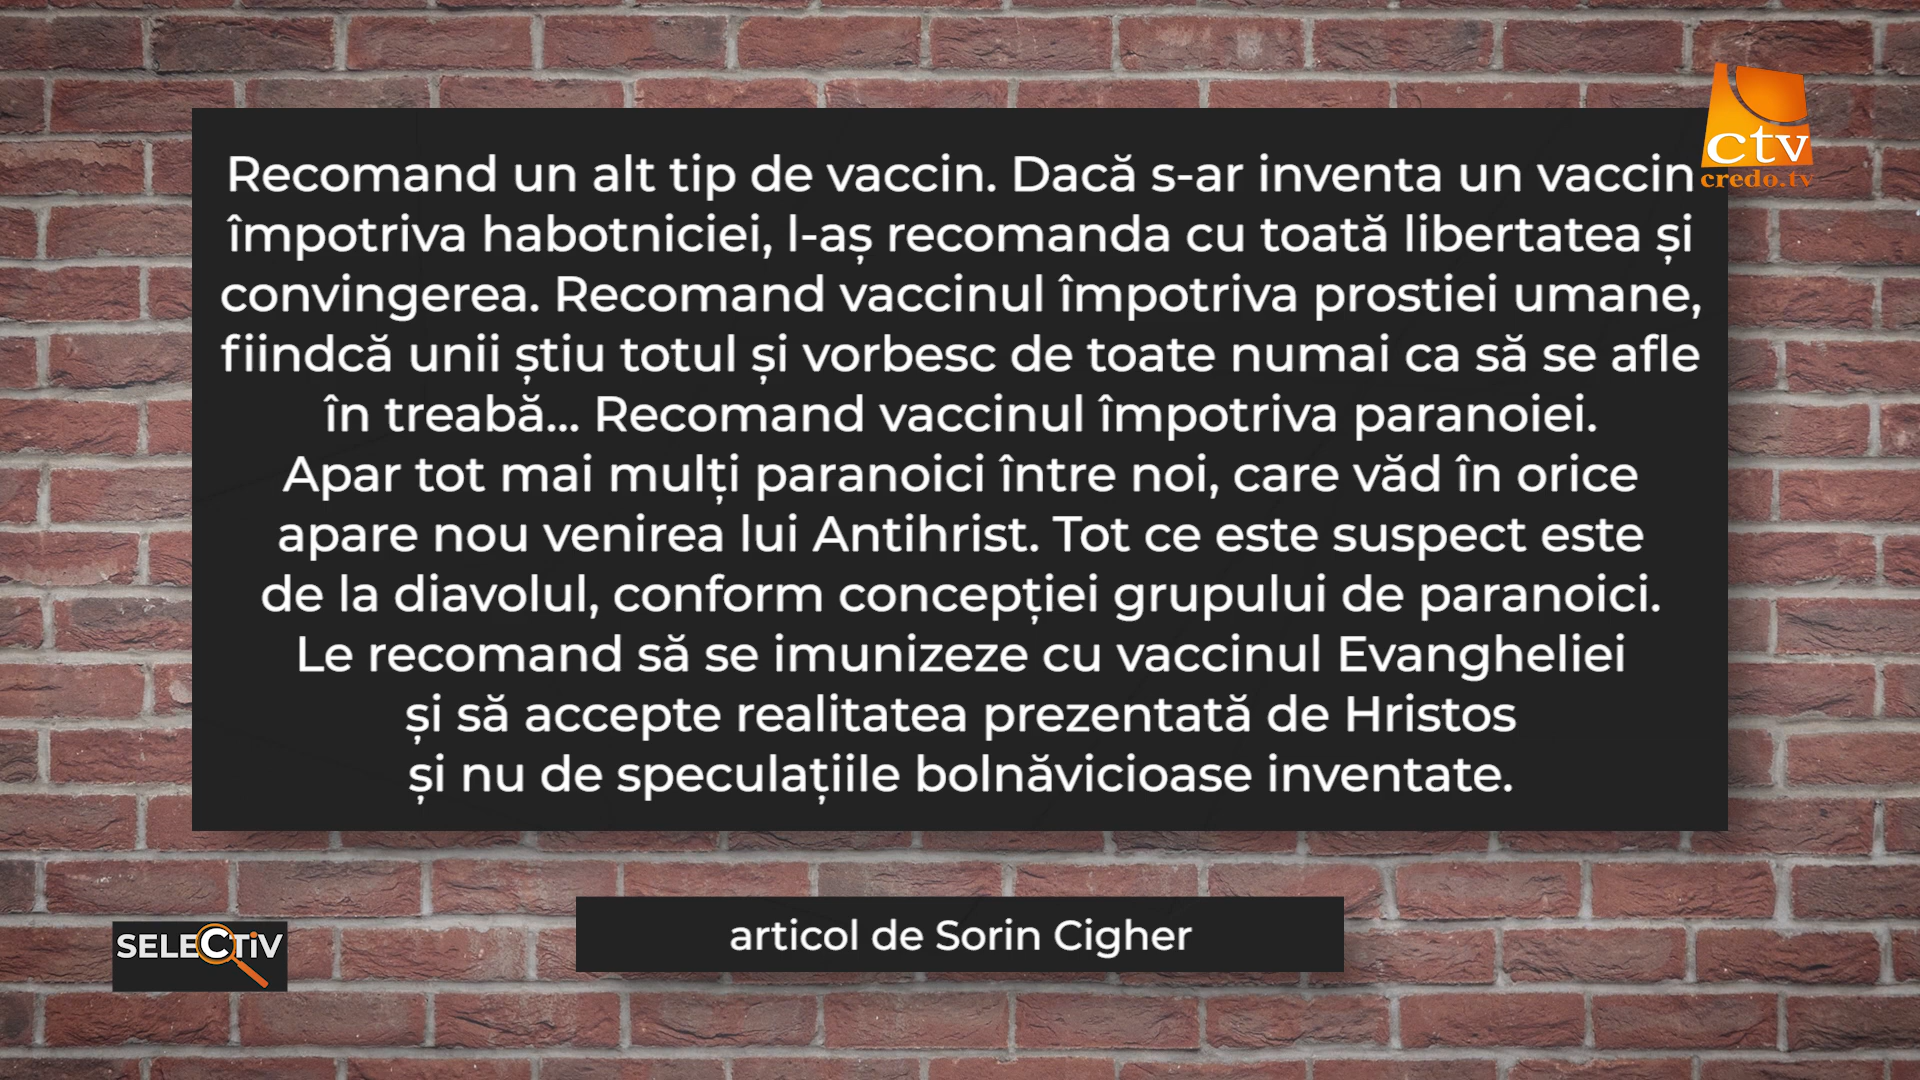 Recomand un alt tip de vaccin. Dacă s-ar inventa un vaccin
împotriva habotniciei, l-aș recomanda cu toată libertatea și
convingerea. Recomand vaccinul împotriva prostiei umane,
fiindcă unii știu totul și vorbesc de toate numai ca să se afle
în treabă... Recomand vaccinul împotriva paranoiei.
Apar tot mai mulți paranoici între noi, care văd în orice
apare nou venirea lui Antihrist. Tot ce este suspect este
de la diavolul, conform concepției grupului de paranoici.
Le recomand să se imunizeze cu vaccinul Evangheliei
și să accepte realitatea prezentată de Hristos
și nu de speculațiile bolnăvicioase inventate.
articol de Sorin Cigher
SELECTiV
ctv
credo.tv